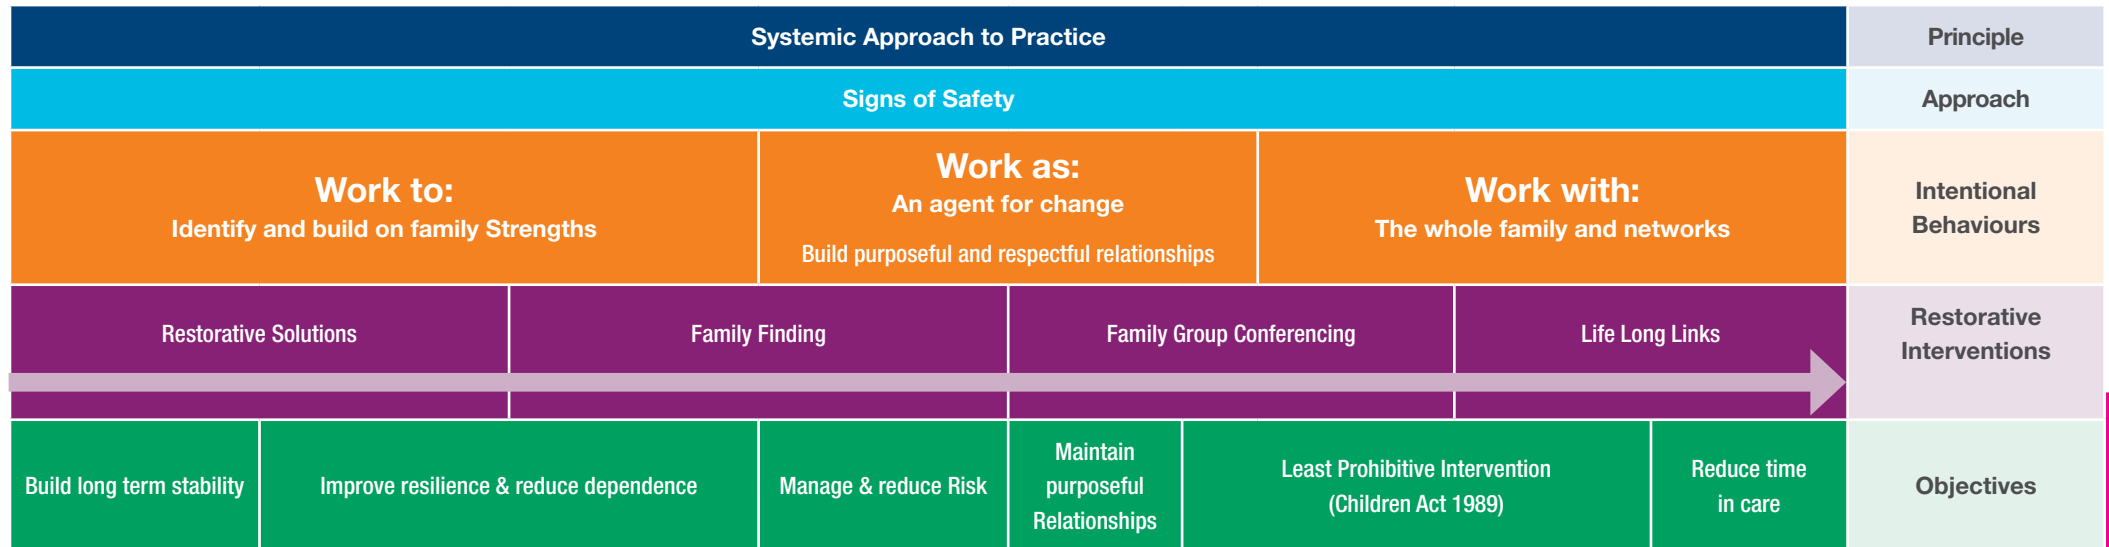 Systemic Approach to Practice
Principle
Signs of Safety
Approach
Work to:
Identify and build on family Strengths
Work as:
An agent for change
Build purposeful and respectful relationships
Work with:
The whole family and networks
Intentional
Behaviours
Restorative Solutions
Family Finding
Family Group Conferencing
Life Long Links
Restorative
Interventions
Build long term stability
Improve resilience & reduce dependence
Manage & reduce Risk
Maintain
purposeful
Relationships
Least Prohibitive Intervention
(Children Act 1989)
Reduce time
in care
Objectives